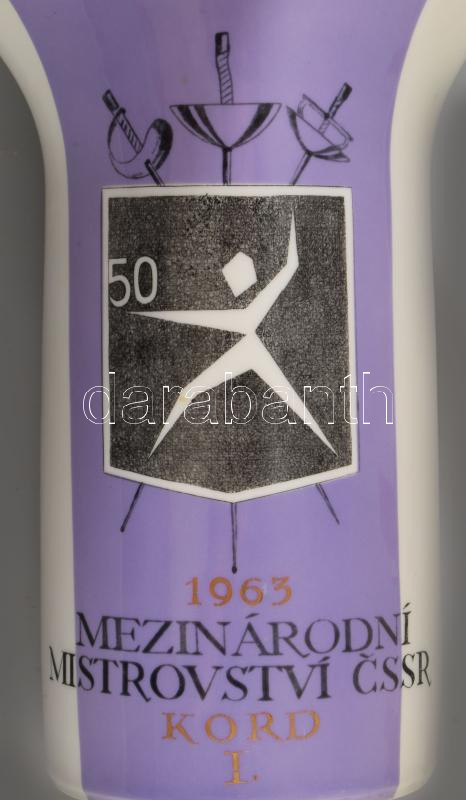 50
darabanth
1963
MEZINÁRODNÍ
MISTROVSTVÍ ČSSR
KORD
I.